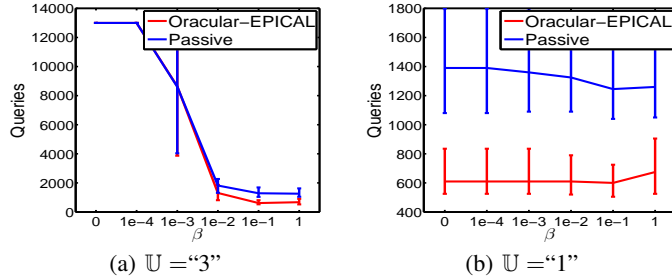 14000
12000
10000
8000
6000
4000
2000
0
Queries
Oracular-EPICAL
Passive
0 1e-4 1e-3 1e-2 1e-1 1
β
(a) 𝕌 =“3”
1800
1600
1400
1200
1000
800
600
400
Queries
Oracular-EPICAL
Passive
0 1e-4 1e-3 1e-2 1e-1 1
β
(b) 𝕌 =“1”